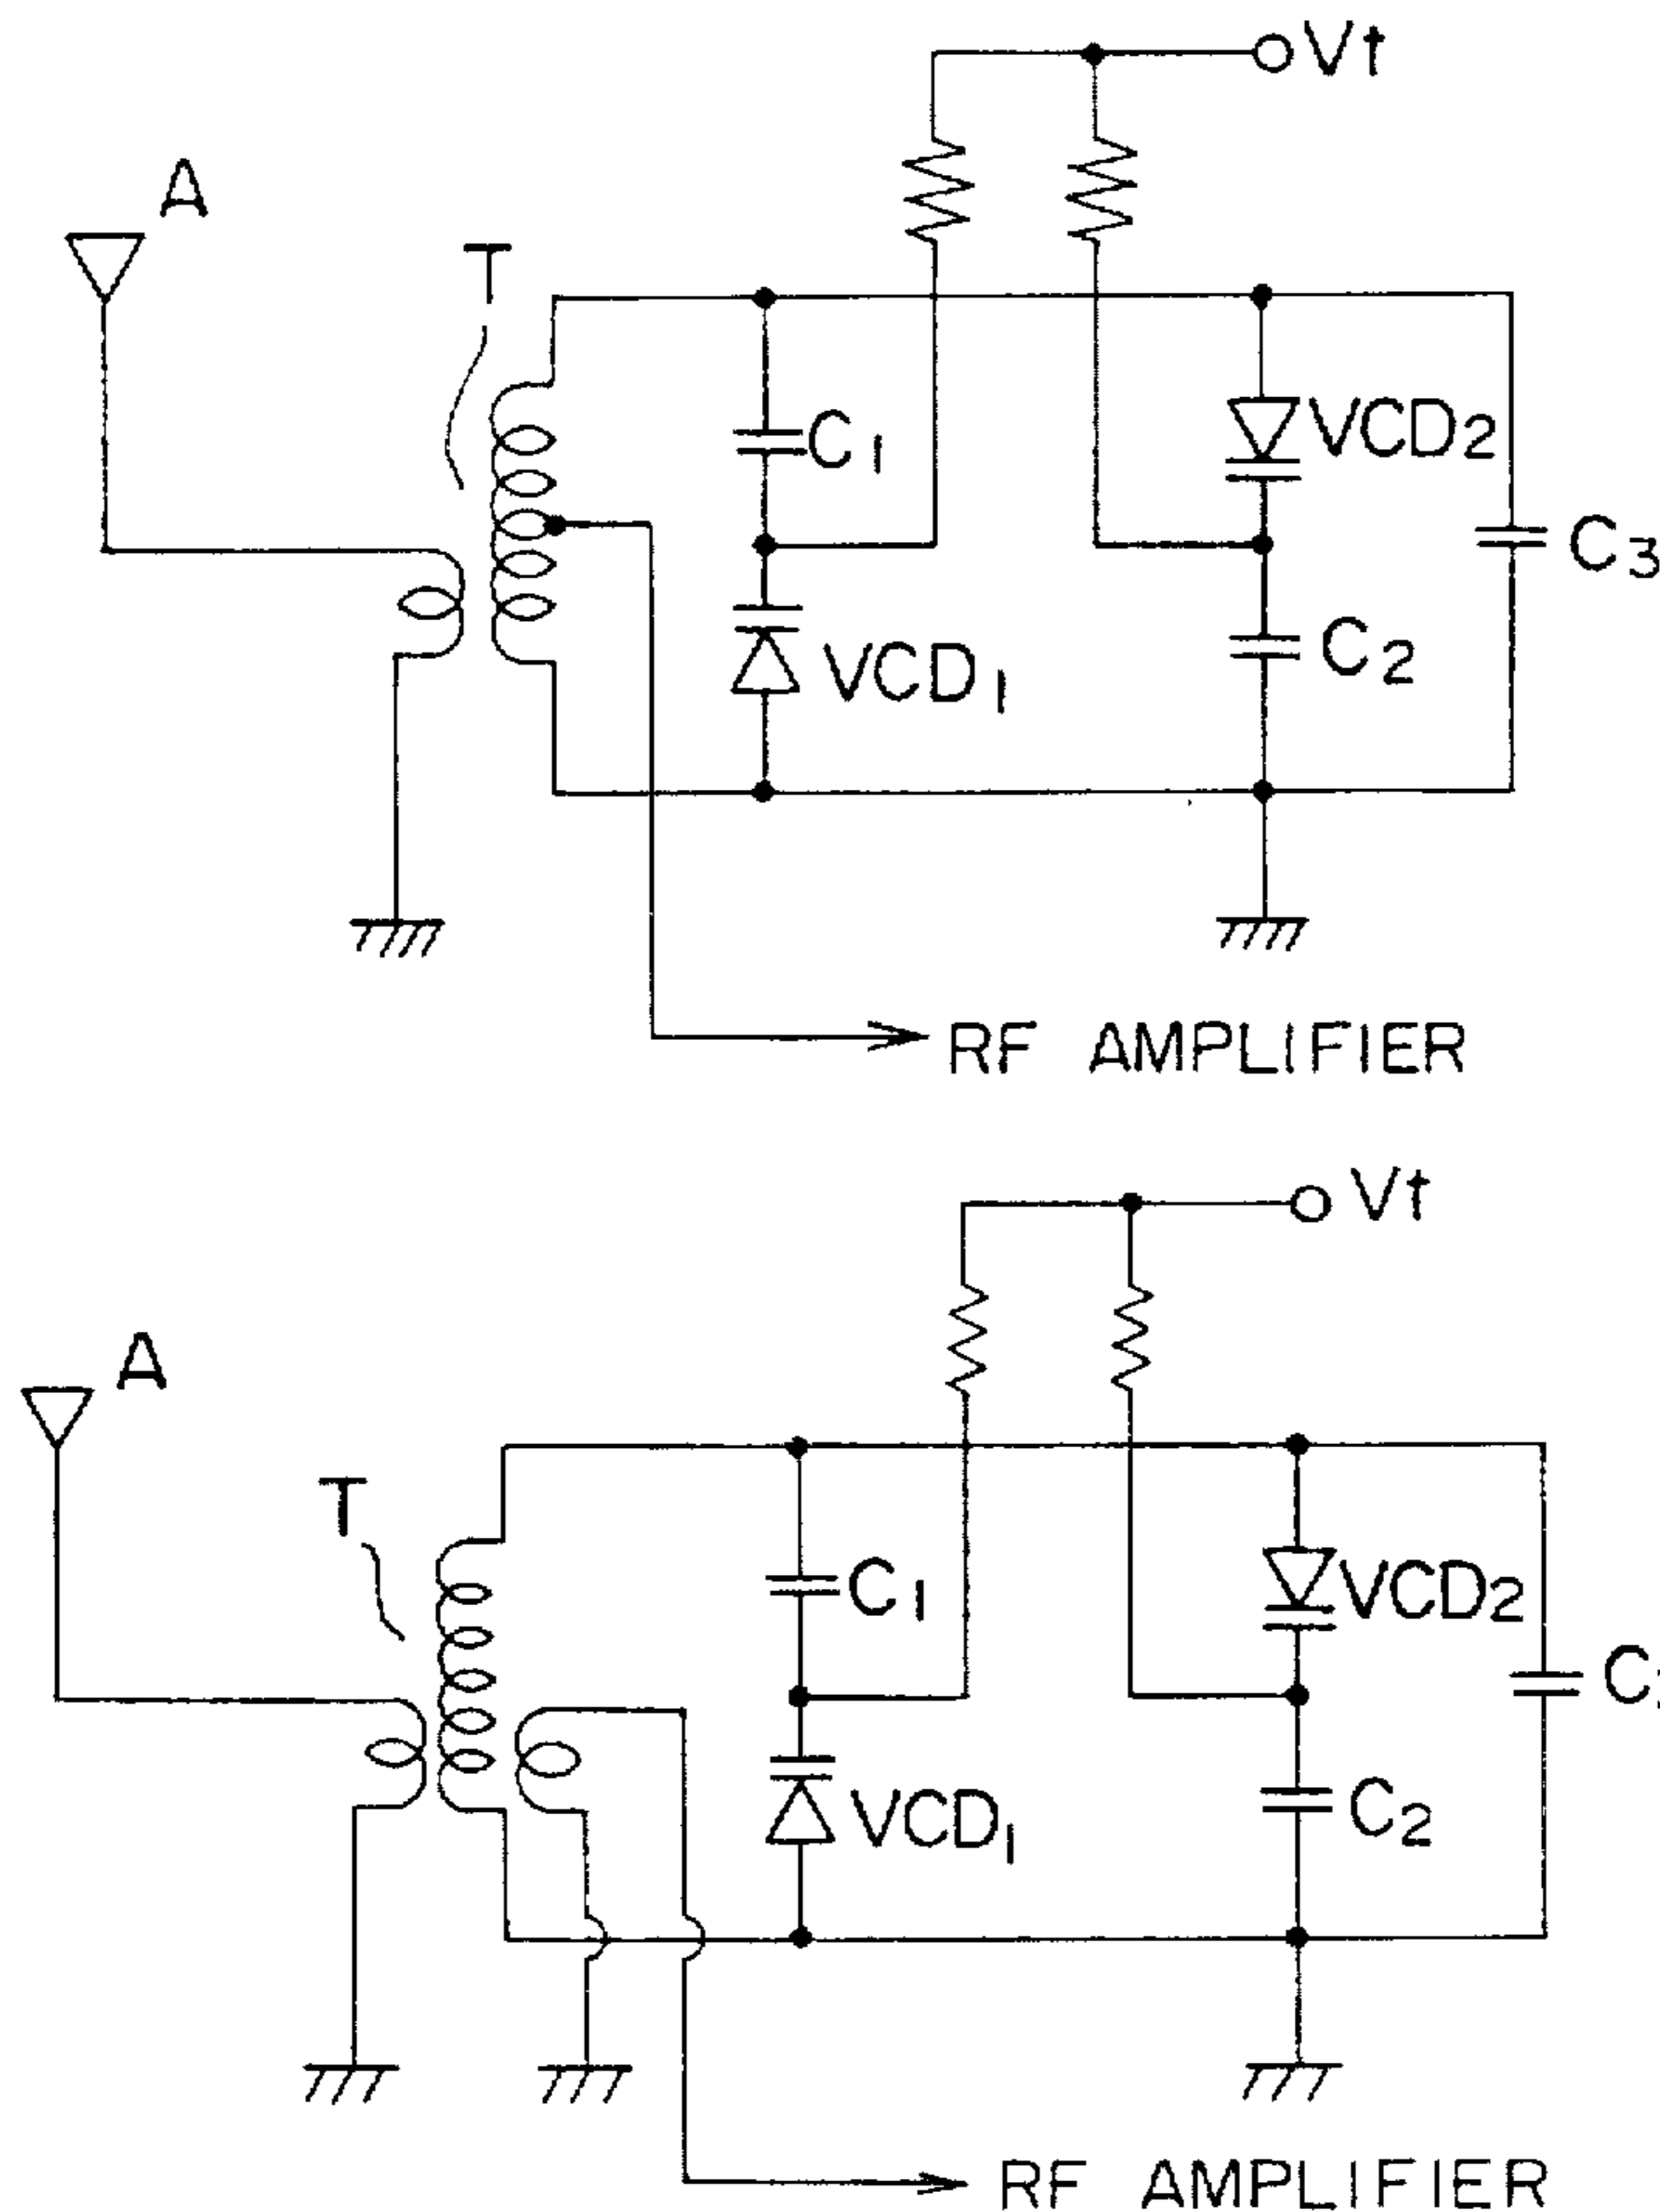 Vt
A
T
C1
VCD2
C3
VCD1
C2
RF AMPLIFIER
Vt
A
T
C1
VCD2
C
VCD1
C2
RF AMPLIFIER